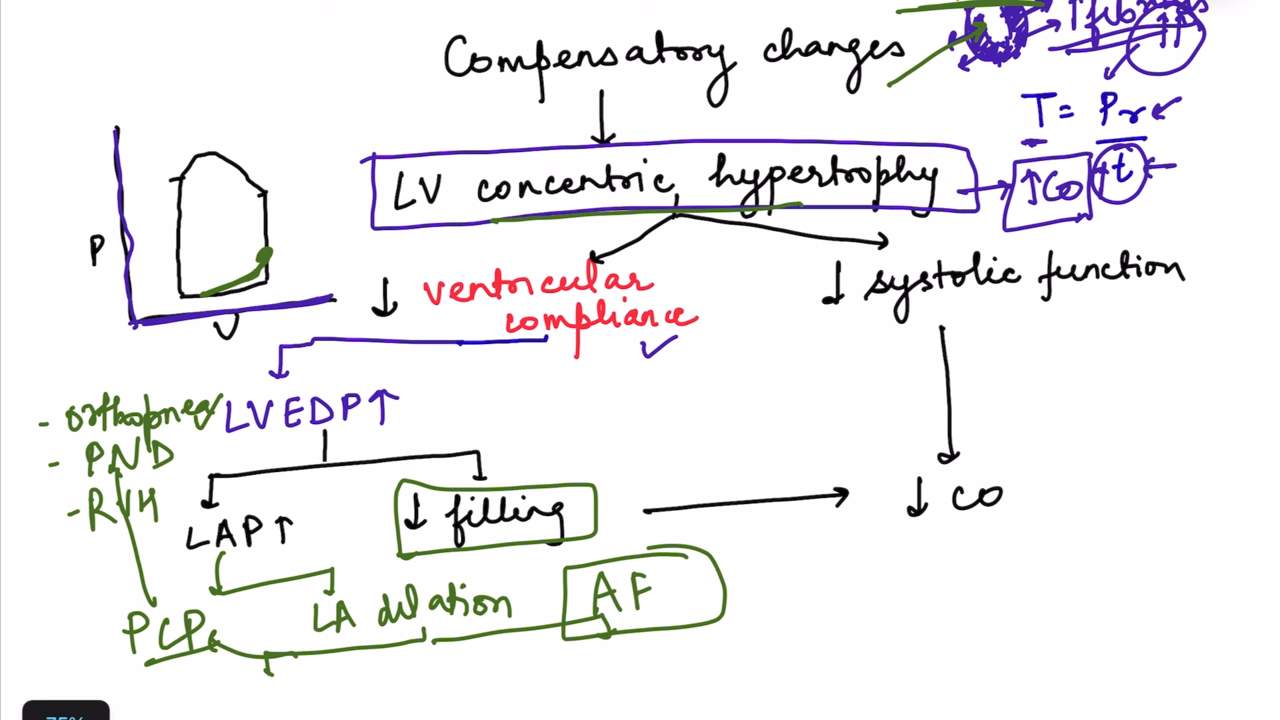 Compensatory changes
T = Pr
t
LV concentric hypertrophy
↑CO
P
V
↓ ventricular
compliance
↓ systolic function
LVEDP↑
- orthopnea
- PND
- RVH
LAP↑
↓ filling
↓ CO
PCP
LA dilation
AF
75%